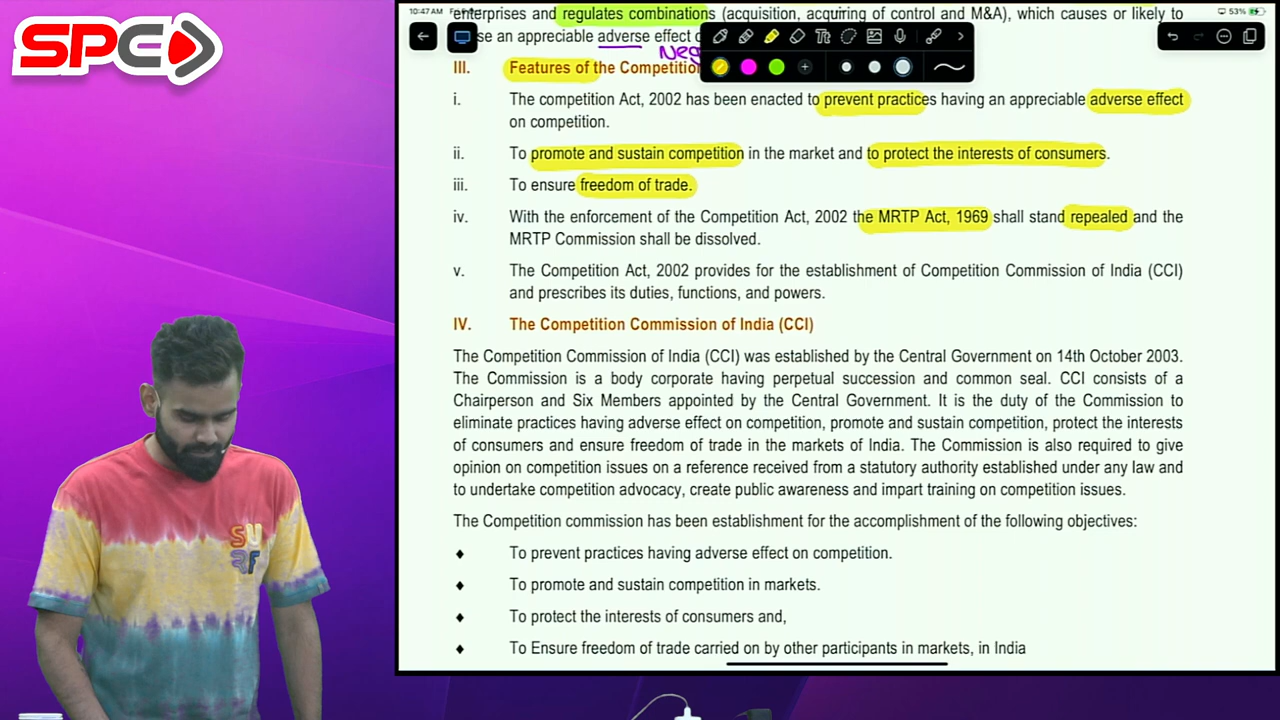 SPC
10:47 AM
53%
enterprises and regulates combinations (acquisition, acquiring of control and M&A), which causes or likely to
se an appreciable adverse effect
Neg
III. Features of the Competition
i. The competition Act, 2002 has been enacted to prevent practices having an appreciable adverse effect
on competition.
ii. To promote and sustain competition in the market and to protect the interests of consumers.
iii. To ensure freedom of trade.
iv. With the enforcement of the Competition Act, 2002 the MRTP Act, 1969 shall stand repealed and the
MRTP Commission shall be dissolved.
v. The Competition Act, 2002 provides for the establishment of Competition Commission of India (CCI)
and prescribes its duties, functions, and powers.
IV. The Competition Commission of India (CCI)
The Competition Commission of India (CCI) was established by the Central Government on 14th October 2003.
The Commission is a body corporate having perpetual succession and common seal. CCI consists of a
Chairperson and Six Members appointed by the Central Government. It is the duty of the Commission to
eliminate practices having adverse effect on competition, promote and sustain competition, protect the interests
of consumers and ensure freedom of trade in the markets of India. The Commission is also required to give
opinion on competition issues on a reference received from a statutory authority established under any law and
to undertake competition advocacy, create public awareness and impart training on competition issues.
The Competition commission has been establishment for the accomplishment of the following objectives:
♦ To prevent practices having adverse effect on competition.
♦ To promote and sustain competition in markets.
♦ To protect the interests of consumers and,
♦ To Ensure freedom of trade carried on by other participants in markets, in India
SU
RF